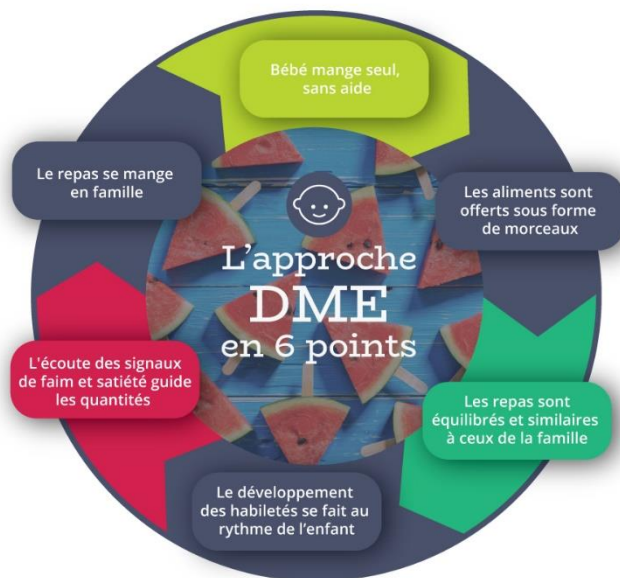 L'approche
DME
en 6 points
Bébé mange seul,
sans aide
Les aliments sont
offerts sous forme
de morceaux
Les repas sont
équilibrés et similaires
à ceux de la famille
Le développement
des habiletés se fait au
rythme de l'enfant
L'écoute des signaux
de faim et satiété guide
les quantités
Le repas se mange
en famille